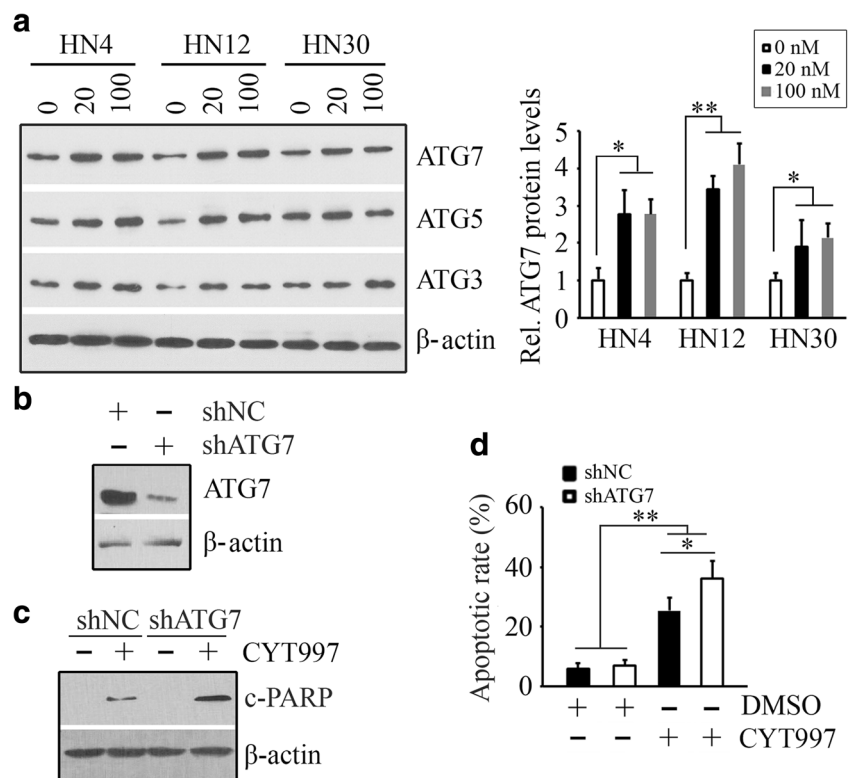 a
HN4 HN12 HN30
0 20 100 0 20 100 0 20 100
ATG7
ATG5
ATG3
β-actin
0 nM
20 nM
100 nM
Rel. ATG7 protein levels
5
4
3
2
1
0
* ** *
HN4 HN12 HN30
b
+ − shNC
− + shATG7
ATG7
β-actin
c
shNC shATG7
− + − + CYT997
c-PARP
β-actin
d
shNC
shATG7
Apoptotic rate (%)
60
40
20
0
**
*
+ + − − DMSO
− − + + CYT997